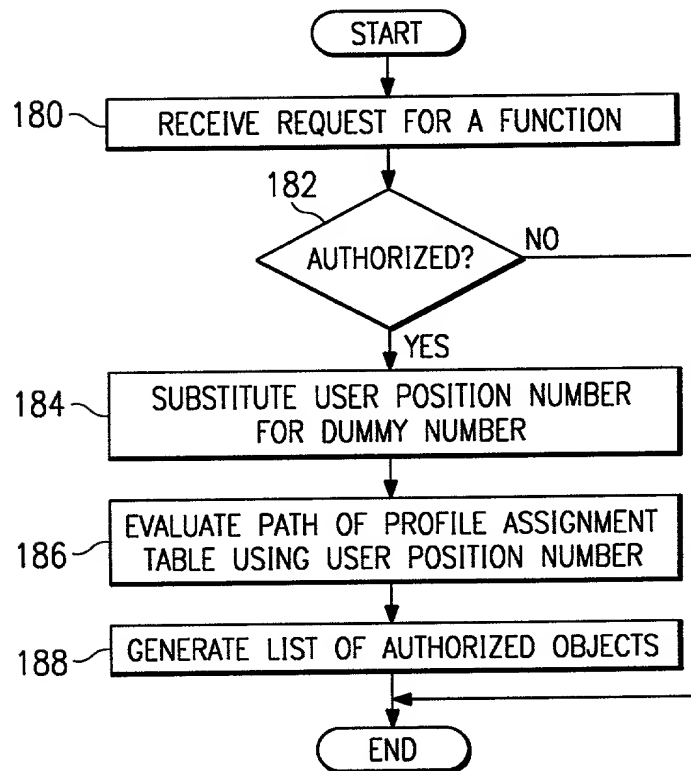 START
180
RECEIVE REQUEST FOR A FUNCTION
182
AUTHORIZED?
NO
YES
184
SUBSTITUTE USER POSITION NUMBER
FOR DUMMY NUMBER
186
EVALUATE PATH OF PROFILE ASSIGNMENT
TABLE USING USER POSITION NUMBER
188
GENERATE LIST OF AUTHORIZED OBJECTS
END